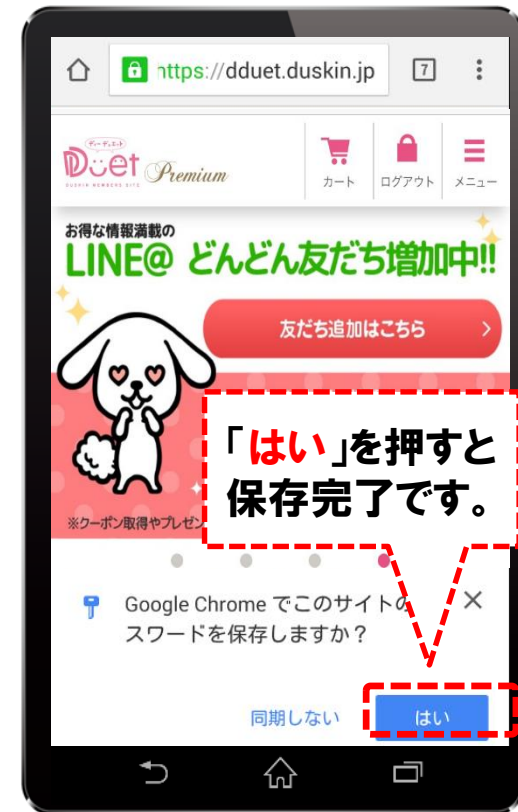 https://dduet.duskin.jp
7
ディーデュエット
Duet Premium
DUSKIN MEMBERS SITE
カート
ログアウト
メニュー
お得な情報満載の
LINE@ どんどん友だち増加中!!
友だち追加はこちら
「はい」を押すと
保存完了です。
※クーポン取得やプレゼン
Google Chrome でこのサイトの
スワードを保存しますか？
同期しない
はい